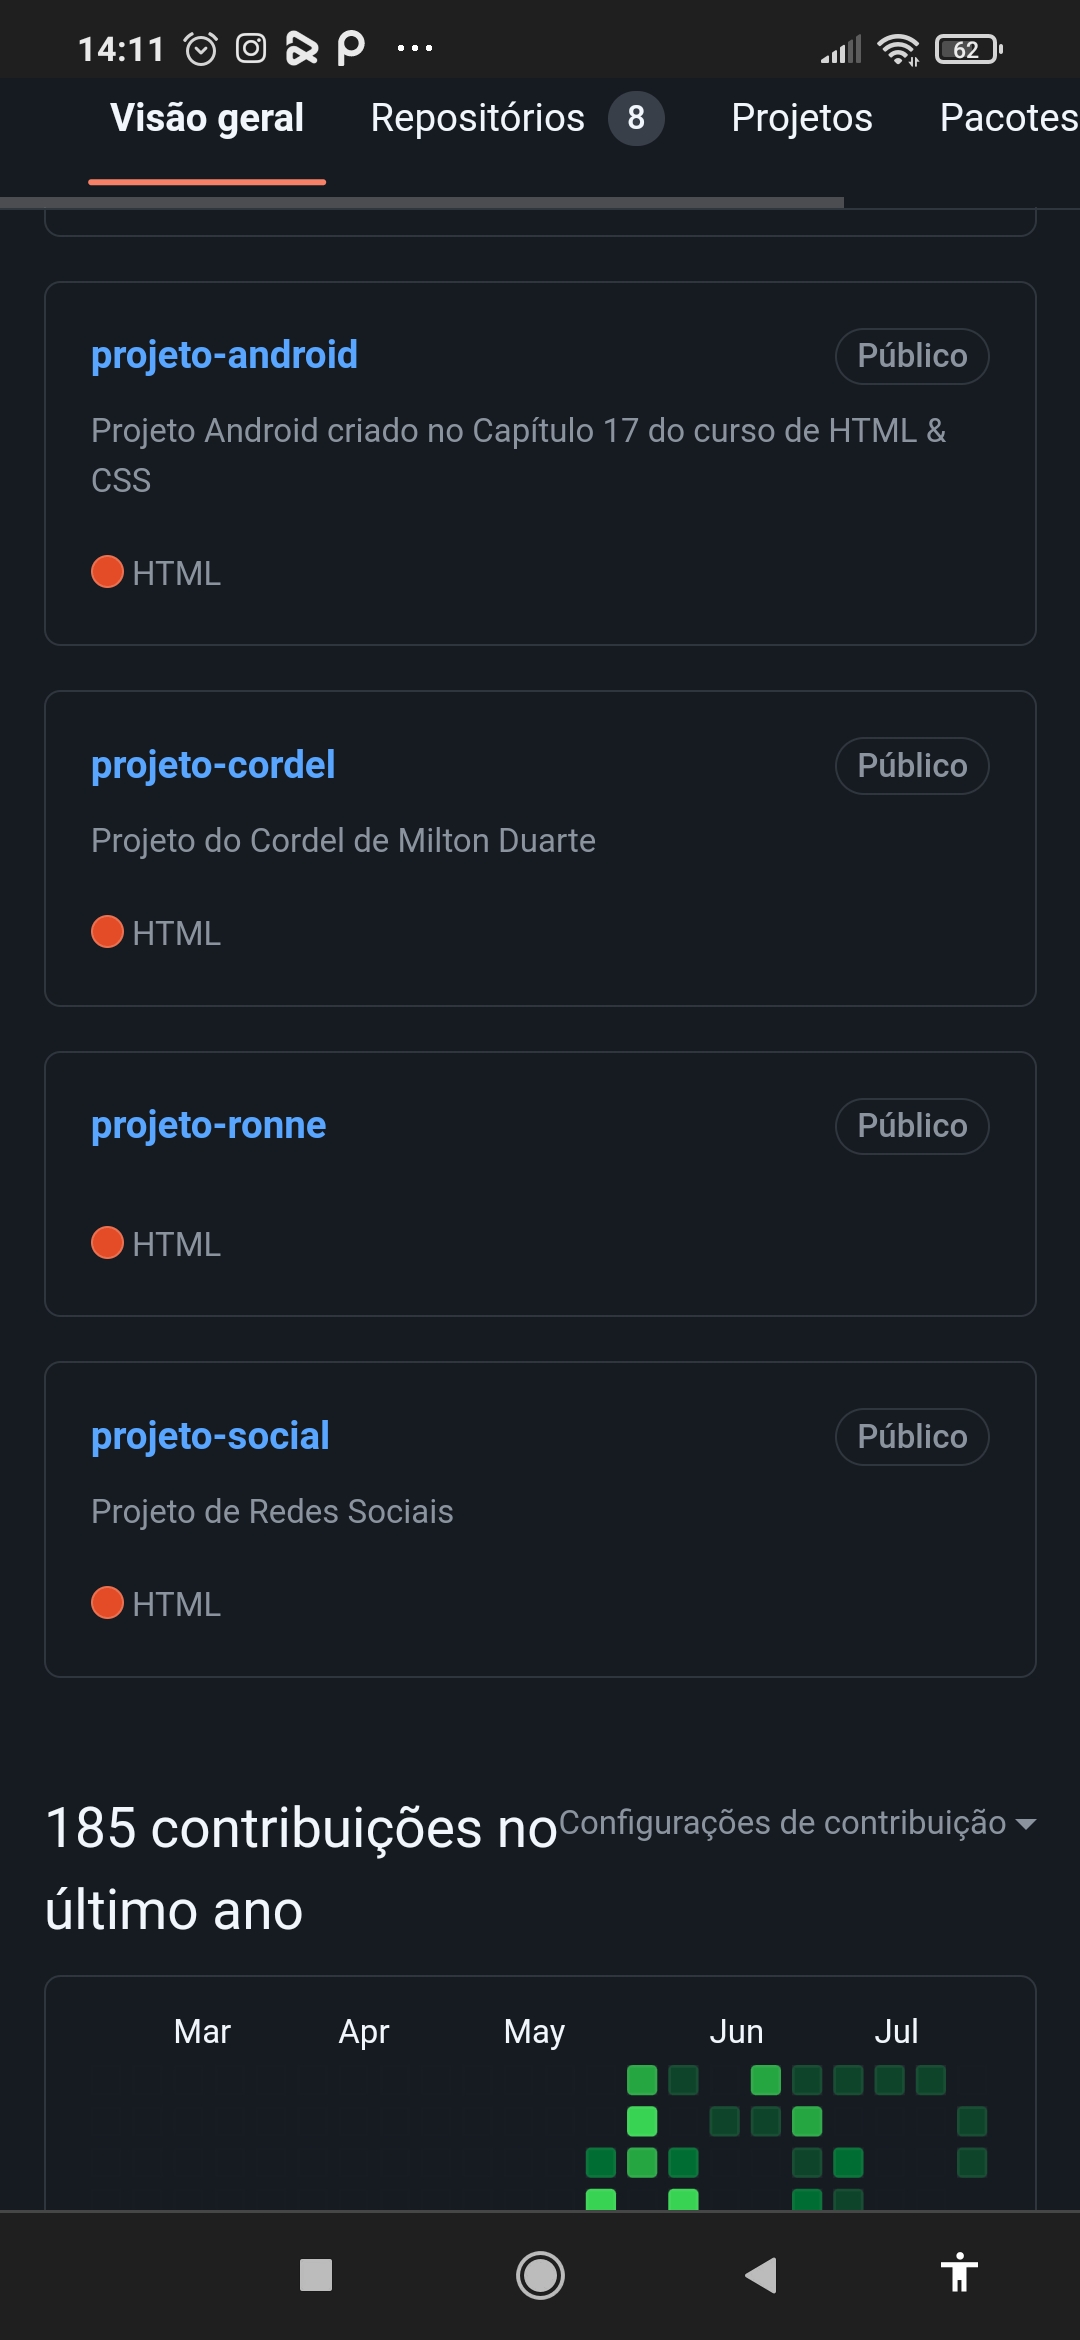 14:11
62
Visão geral Repositórios 8 Projetos Pacotes
projeto-android Público
Projeto Android criado no Capítulo 17 do curso de HTML &
CSS
HTML
projeto-cordel Público
Projeto do Cordel de Milton Duarte
HTML
projeto-ronne Público
HTML
projeto-social Público
Projeto de Redes Sociais
HTML
185 contribuições no Configurações de contribuição
último ano
Mar Apr May Jun Jul